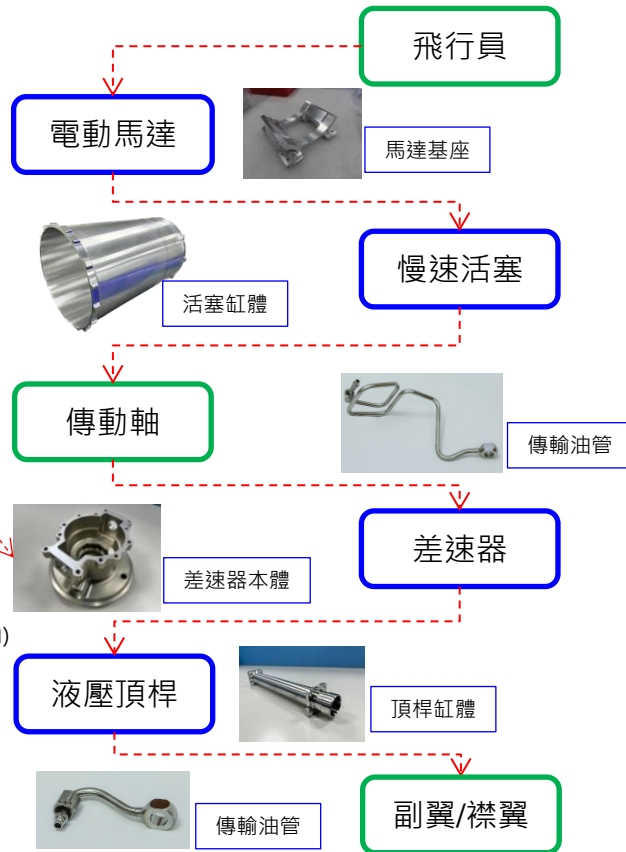 飛行員
電動馬達
馬達基座
慢速活塞
活塞缸體
傳動軸
傳輸油管
差速器
差速器本體
)
液壓頂桿
頂桿缸體
傳輸油管
副翼/襟翼